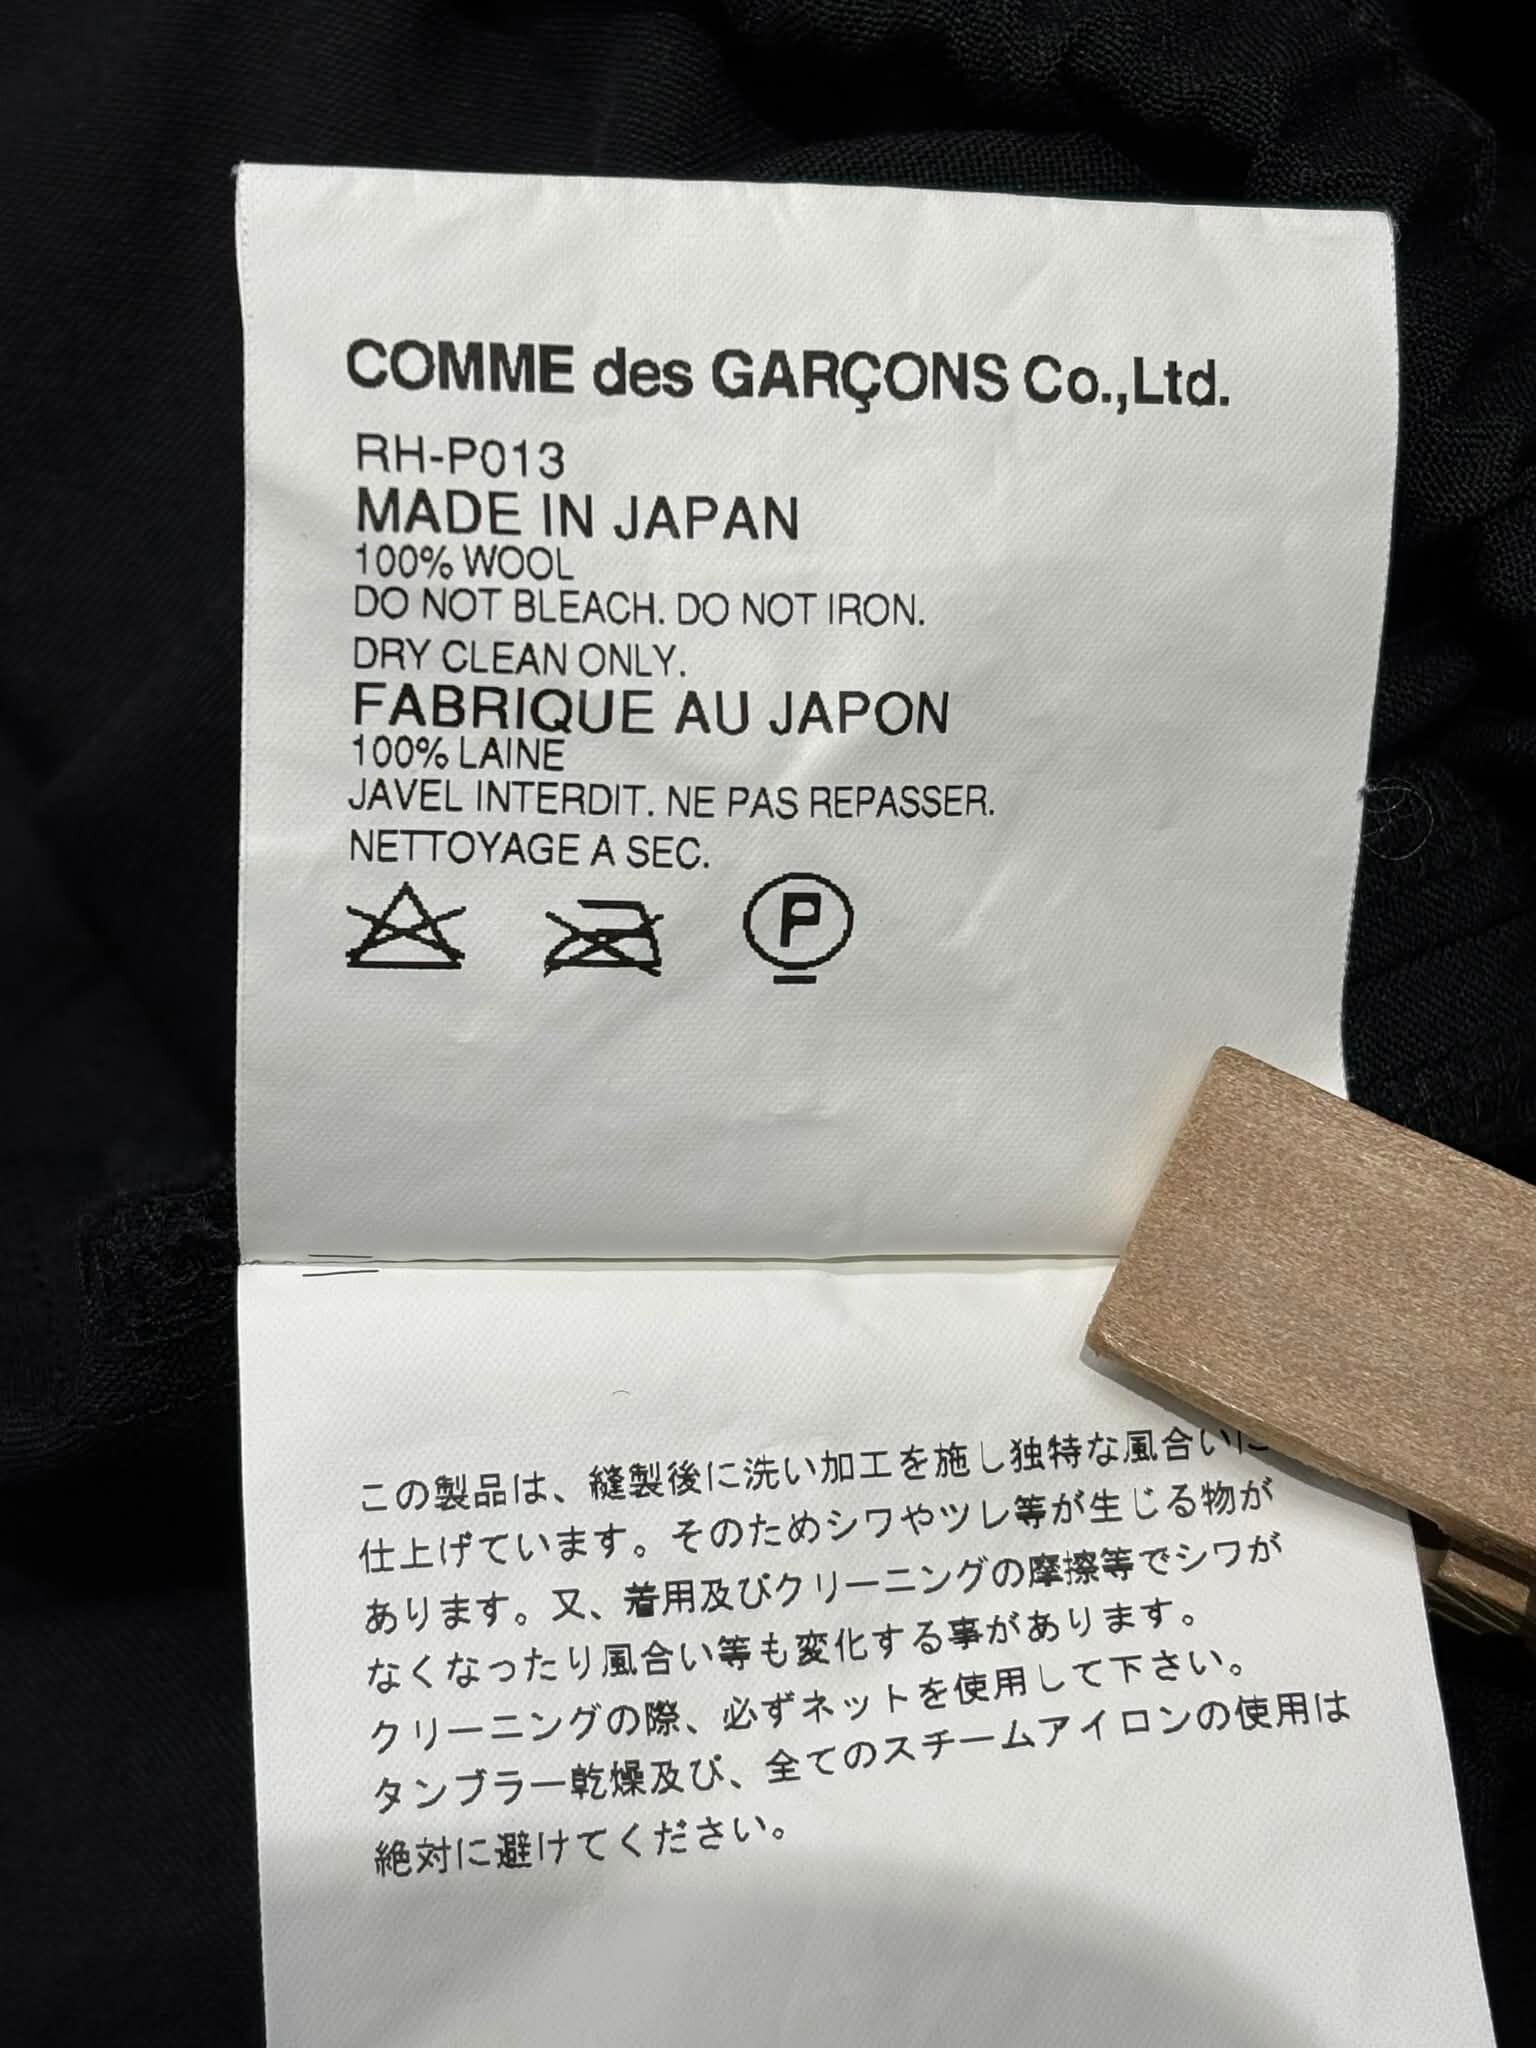 COMME des GARÇONS Co.,Ltd.
RH-P013
MADE IN JAPAN
100% WOOL
DO NOT BLEACH. DO NOT IRON.
DRY CLEAN ONLY.
FABRIQUE AU JAPON
100% LAINE
JAVEL INTERDIT. NE PAS REPASSER.
NETTOYAGE A SEC.
P
この製品は、縫製後に洗い加工を施し独特な風合いに
仕上げています。そのためシワやツレ等が生じる物が
あります。又、着用及びクリーニングの摩擦等でシワが
なくなったり風合い等も変化する事があります。
クリーニングの際、必ずネットを使用して下さい。
タンブラー乾燥及び、全てのスチームアイロンの使用は
絶対に避けてください。